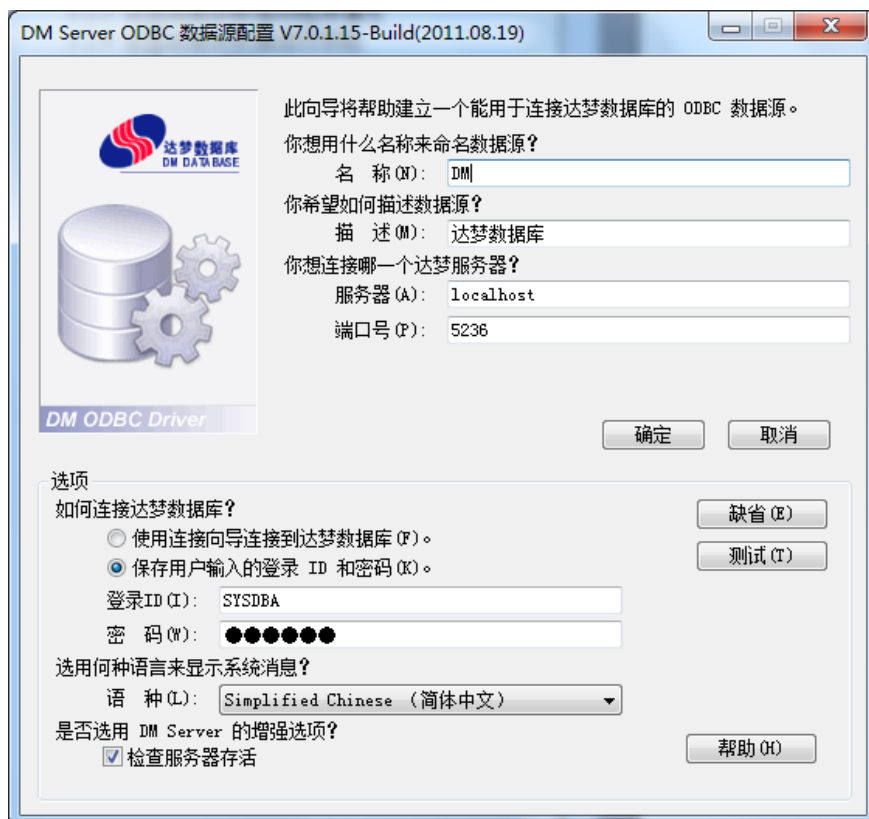 DM Server ODBC 数据源配置 V7.0.1.15-Build(2011.08.19)
达梦数据库
DM DATABASE
DM ODBC Driver
此向导将帮助建立一个能用于连接达梦数据库的 ODBC 数据源。
你想用什么名称来命名数据源?
名 称(N): DM
你希望如何描述数据源?
描 述(M): 达梦数据库
你想连接哪一个达梦服务器?
服务器(A): localhost
端口号(P): 5236
确定 取消
选项
如何连接达梦数据库?
缺省(E)
使用连接向导连接到达梦数据库(F)。
测试(T)
保存用户输入的登录 ID 和密码(K)。
登录ID(I): SYSDBA
密 码(W): ●●●●●●
选用何种语言来显示系统消息?
语 种(L): Simplified Chinese (简体中文)
是否选用 DM Server 的增强选项?
检查服务器存活
帮助(H)